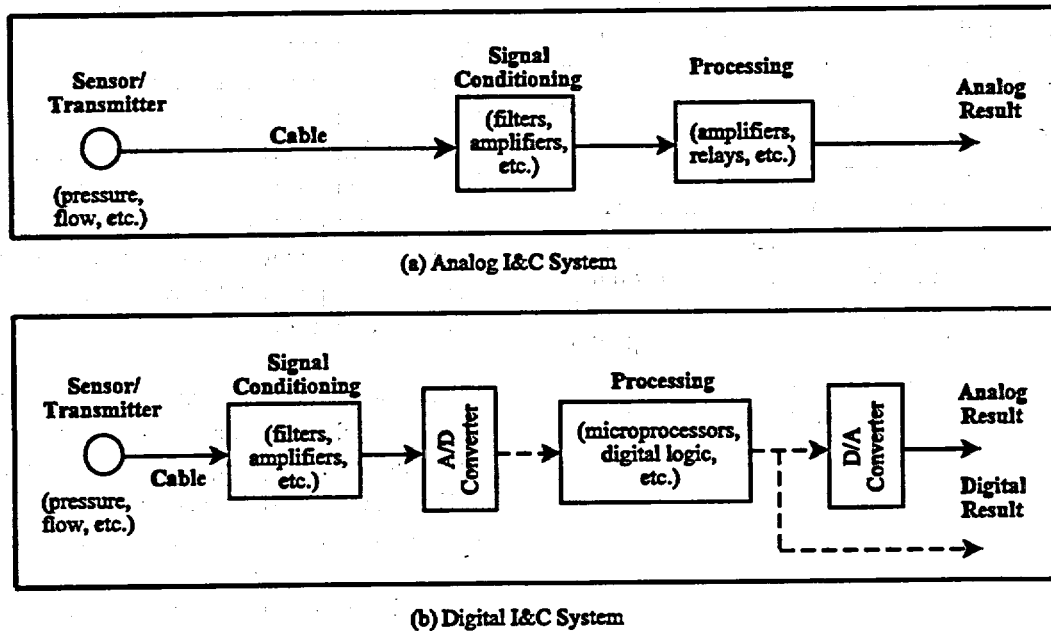 Sensor/
Transmitter
(pressure,
flow, etc.)
Cable
Signal
Conditioning
(filters,
amplifiers,
etc.)
Processing
(amplifiers,
relays, etc.)
Analog
Result
(a) Analog I&C System
Sensor/
Transmitter
(pressure,
flow, etc.)
Cable
Signal
Conditioning
(filters,
amplifiers,
etc.)
A/D
Converter
Processing
(microprocessors,
digital logic,
etc.)
D/A
Converter
Analog
Result
Digital
Result
(b) Digital I&C System